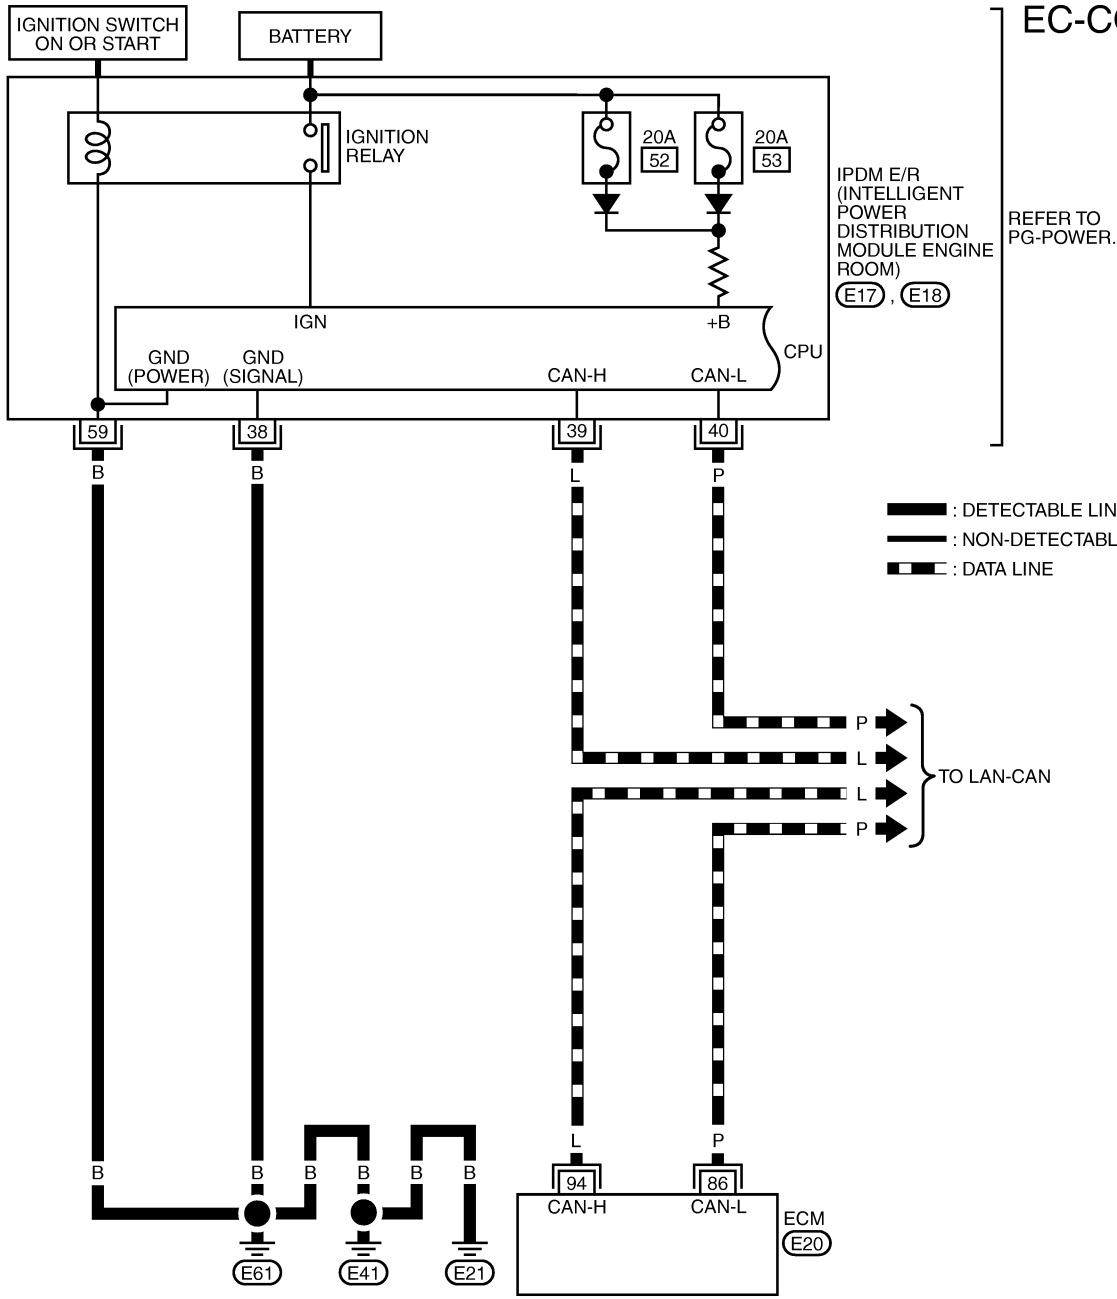 IGNITION SWITCH
ON OR START
BATTERY
EC-C
IGNITION
RELAY
20A
52
20A
53
IPDM E/R
(INTELLIGENT
POWER
DISTRIBUTION
MODULE ENGINE
ROOM)
E17 , E18
REFER TO
PG-POWER.
IGN
+B
CPU
GND
(POWER)
GND
(SIGNAL)
CAN-H
CAN-L
59
38
39
40
B
B
L
P
: DETECTABLE LIN
: NON-DETECTABL
: DATA LINE
P
L
L
P
TO LAN-CAN
L
P
B
B
B
B
B
B
94
86
CAN-H
CAN-L
ECM
E20
E61
E41
E21